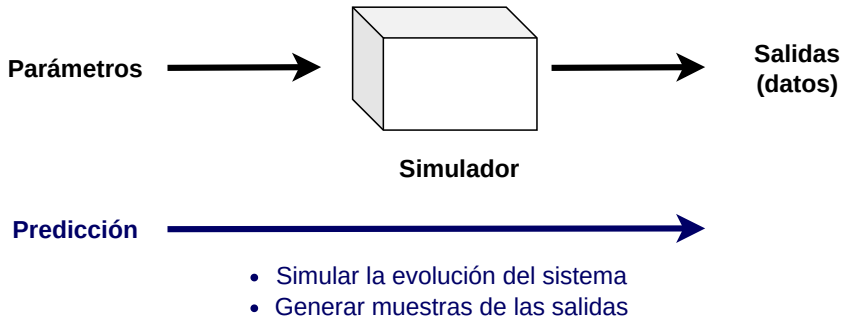 Parámetros
Salidas
(datos)
Simulador
Predicción
• Simular la evolución del sistema
• Generar muestras de las salidas